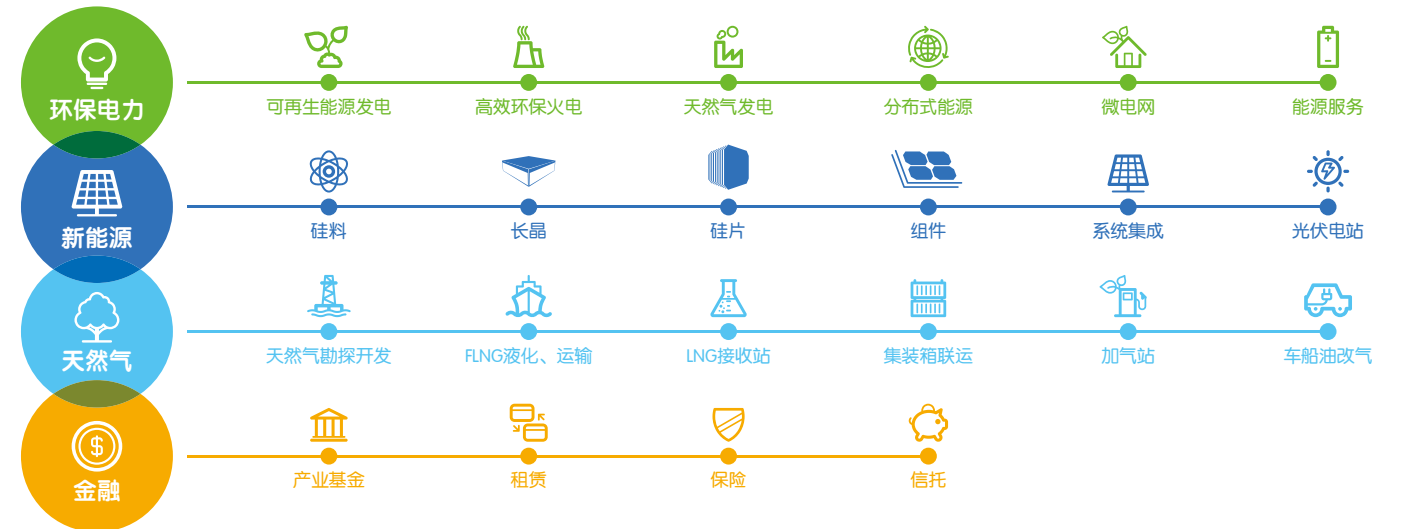 环保电力
可再生能源发电
高效环保火电
天然气发电
分布式能源
微电网
能源服务
新能源
硅料
长晶
硅片
组件
系统集成
光伏电站
天然气
天然气勘探开发
FLNG液化、运输
LNG接收站
集装箱联运
加气站
车船油改气
$
金融
产业基金
租赁
保险
信托